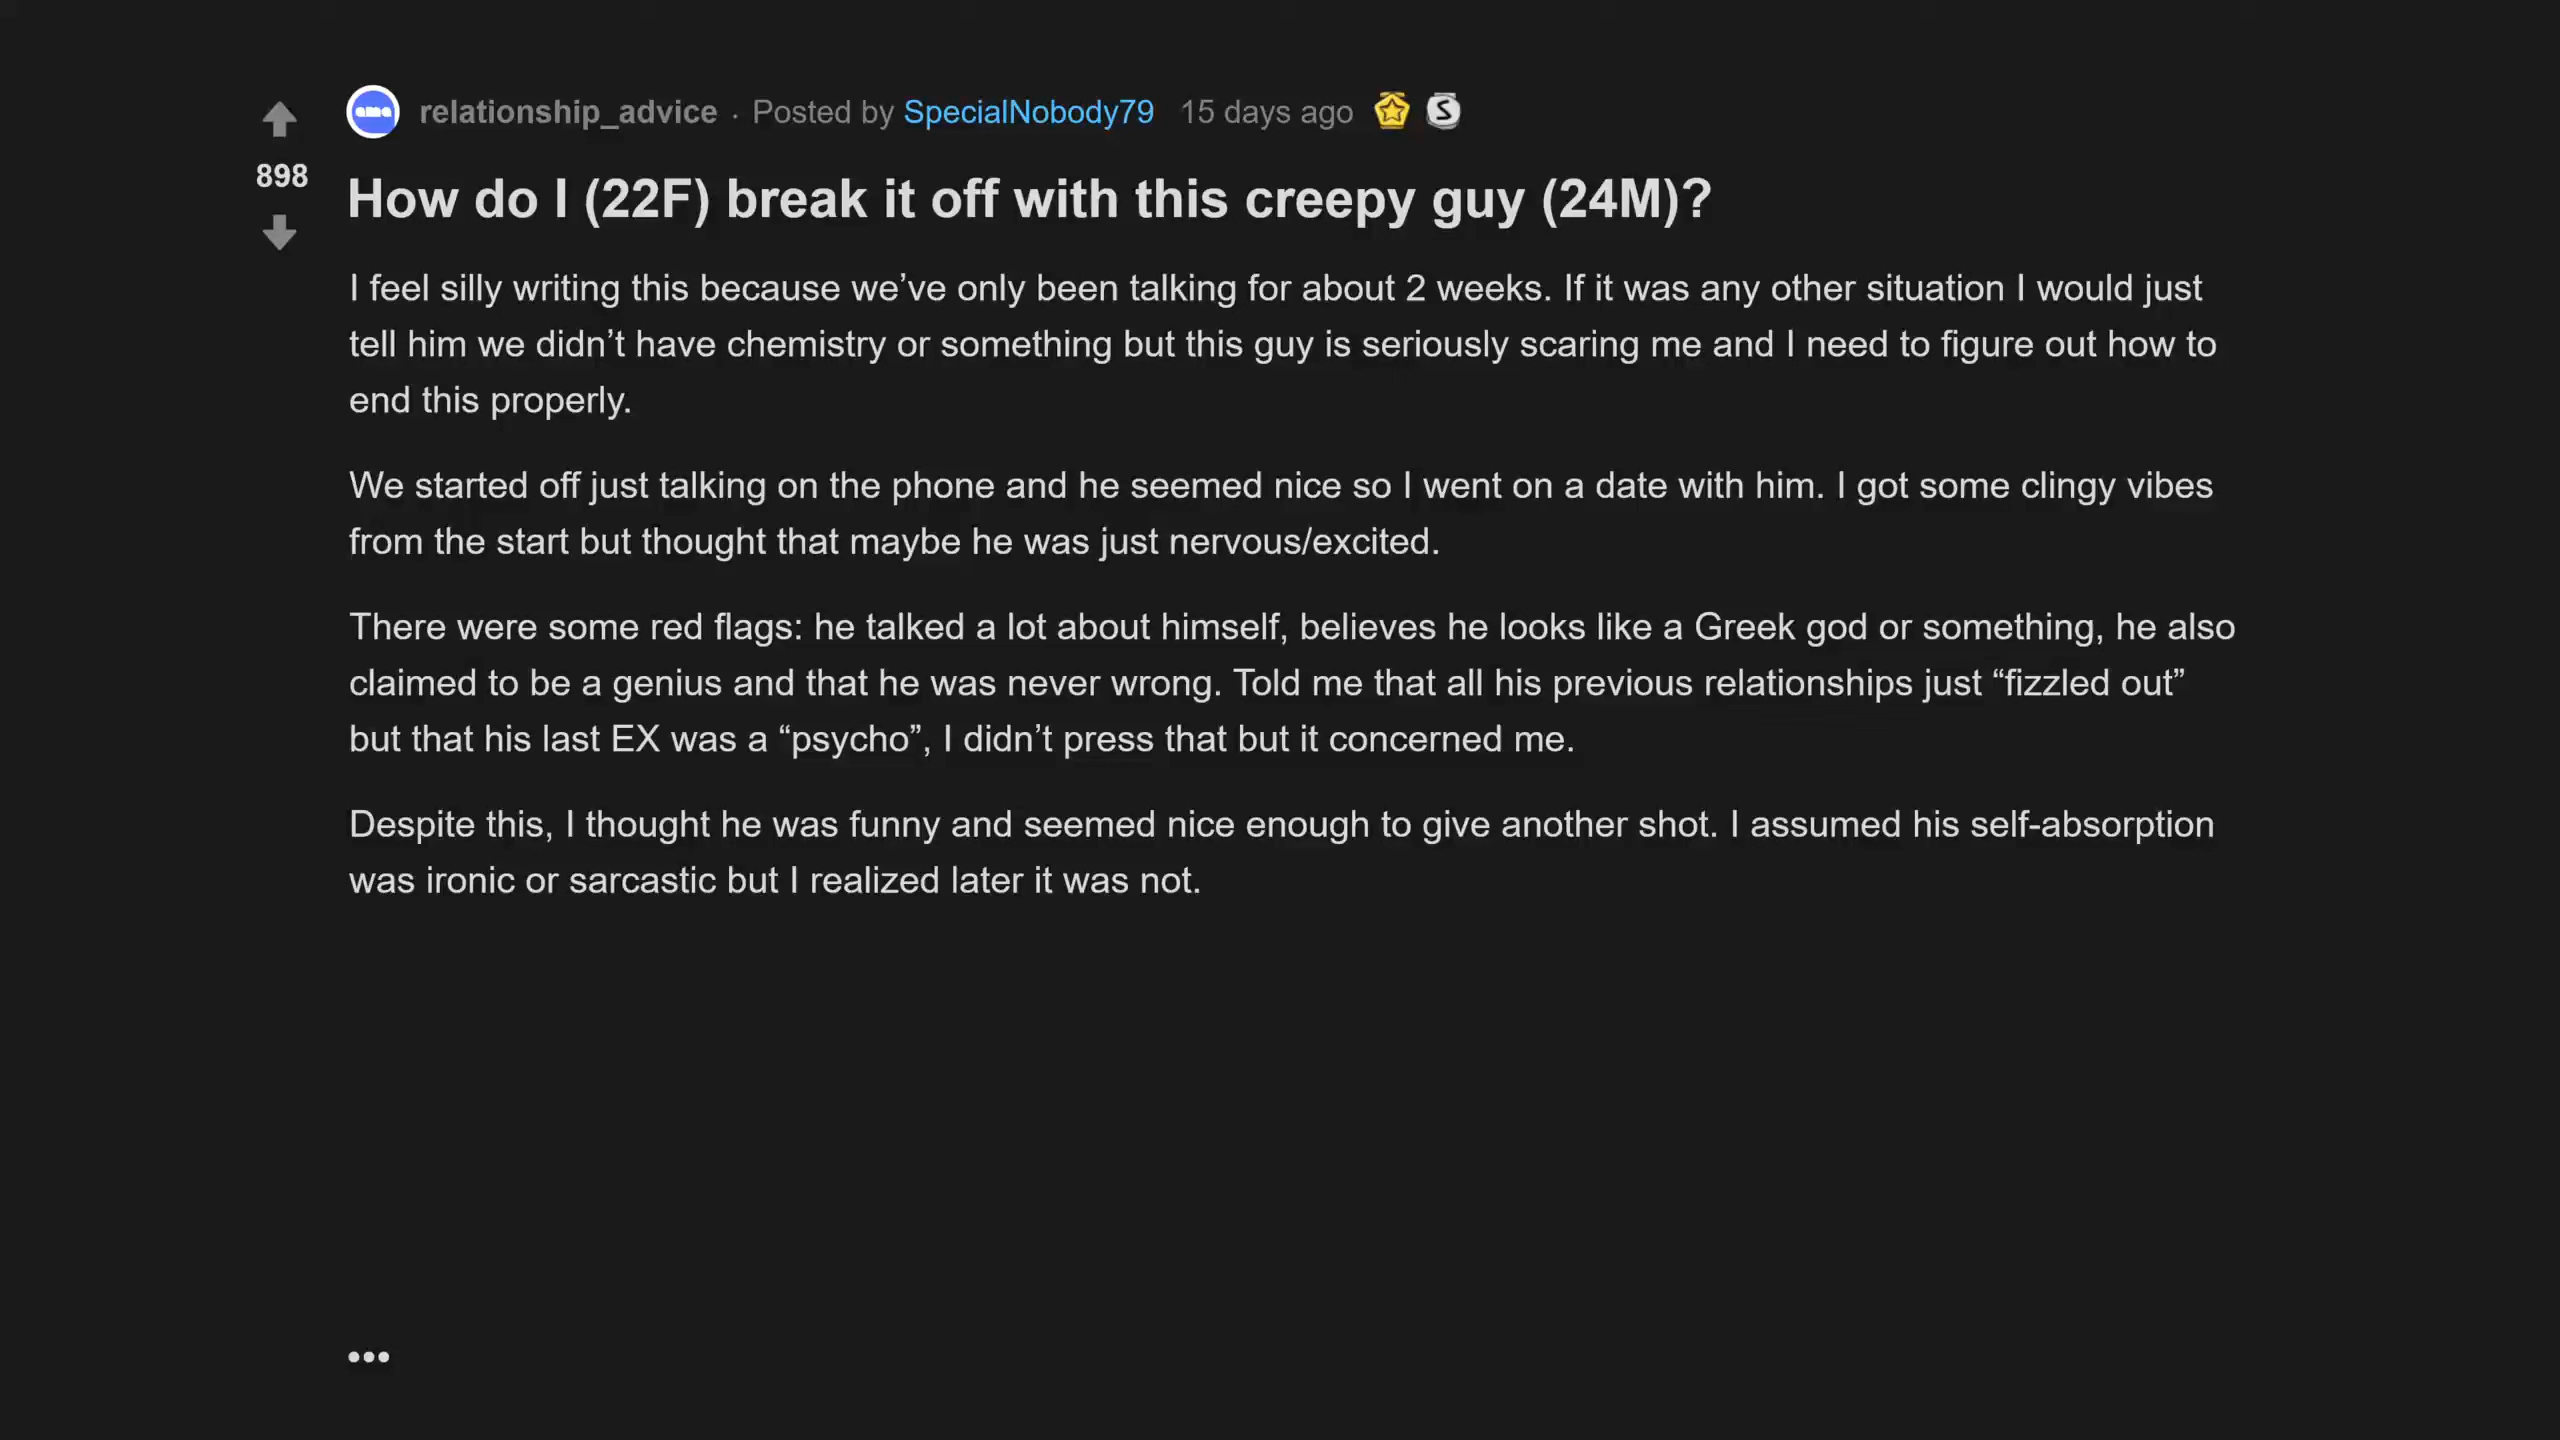 relationship_advice · Posted by SpecialNobody79 15 days ago
898
How do I (22F) break it off with this creepy guy (24M)?
I feel silly writing this because we’ve only been talking for about 2 weeks. If it was any other situation I would just
tell him we didn’t have chemistry or something but this guy is seriously scaring me and I need to figure out how to
end this properly.
We started off just talking on the phone and he seemed nice so I went on a date with him. I got some clingy vibes
from the start but thought that maybe he was just nervous/excited.
There were some red flags: he talked a lot about himself, believes he looks like a Greek god or something, he also
claimed to be a genius and that he was never wrong. Told me that all his previous relationships just “fizzled out”
but that his last EX was a “psycho”, I didn’t press that but it concerned me.
Despite this, I thought he was funny and seemed nice enough to give another shot. I assumed his self-absorption
was ironic or sarcastic but I realized later it was not.
•••